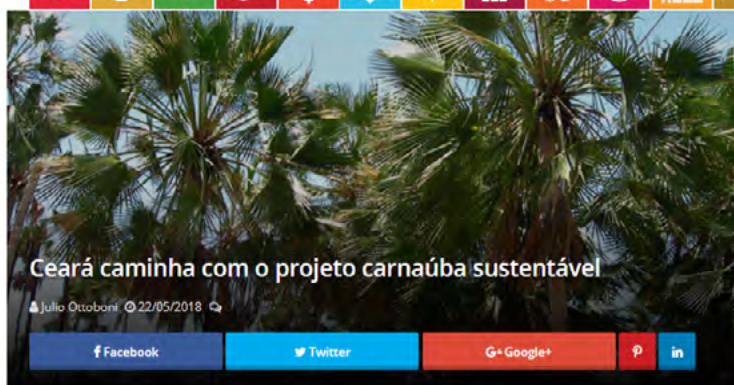 Ceará caminha com o projeto carnaúba sustentável
Julio Ottoboni 22/05/2018
Facebook
Twitter
G+ Google+
in